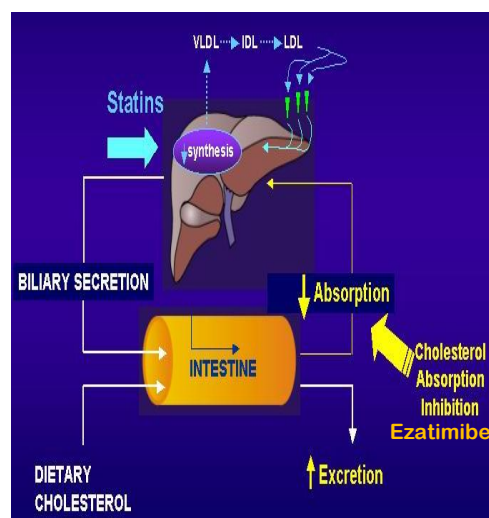 VLDL IDL LDL
Statins
↓synthesis
BILIARY SECRETION
↓ Absorption
INTESTINE
Cholesterol
Absorption
Inhibition
Ezatimibe
DIETARY
CHOLESTEROL
↑ Excretion